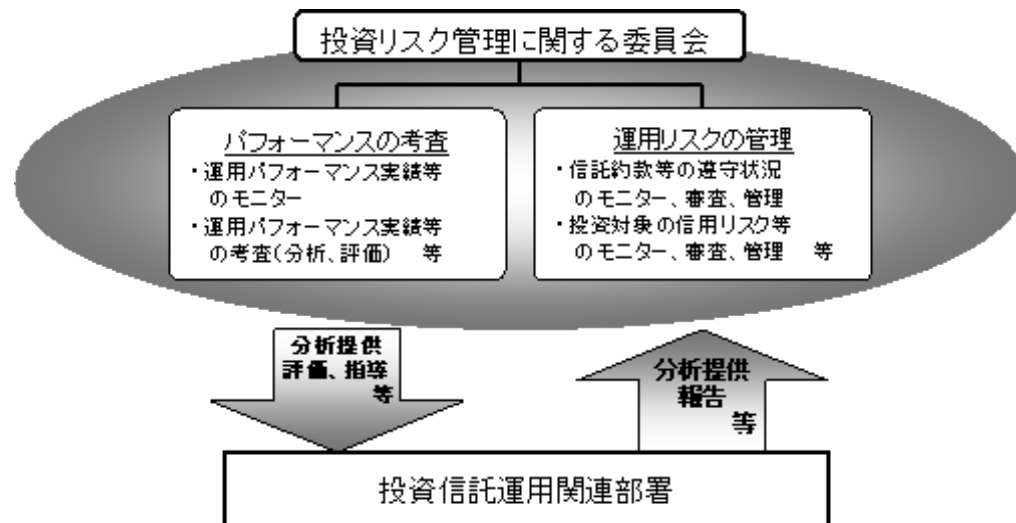 投資リスク管理に関する委員会
パフォーマンスの考査
・運用パフォーマンス実績等
のモニター
・運用パフォーマンス実績等
の考査(分析、評価) 等
運用リスクの管理
・信託約款等の遵守状況
のモニター、審査、管理
・投資対象の信用リスク等
のモニター、審査、管理 等
分析提供
評価、指導
等
分析提供
報告
等
投資信託運用関連部署